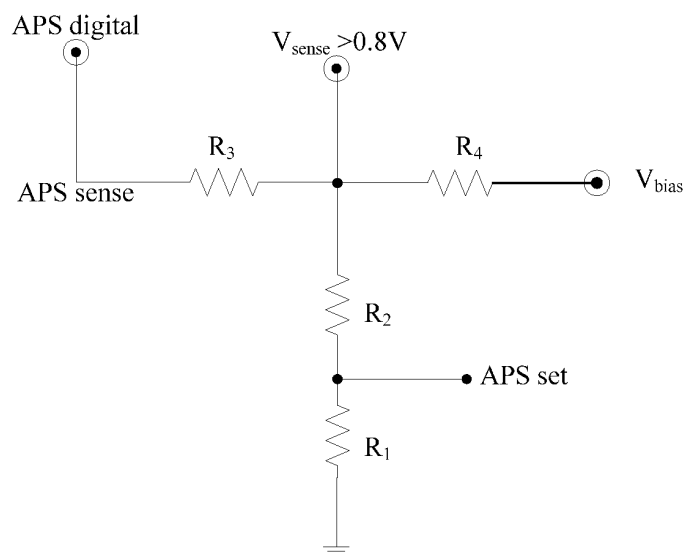 APS digital
V_sense >0.8V
R_3
R_4
APS sense
V_bias
R_2
APS set
R_1